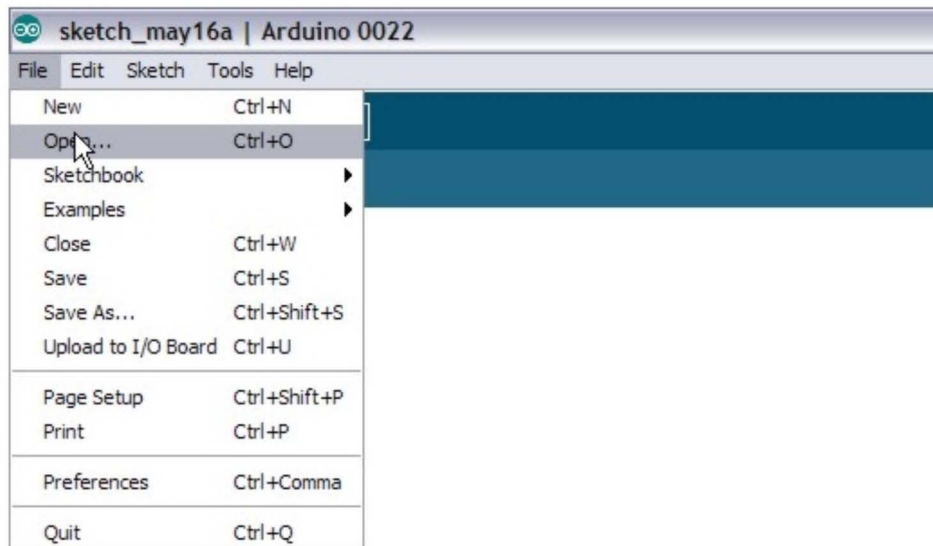 sketch_may16a | Arduino 0022
File Edit Sketch Tools Help
New Ctrl+N
Open... Ctrl+O
Sketchbook
Examples
Close Ctrl+W
Save Ctrl+S
Save As... Ctrl+Shift+S
Upload to I/O Board Ctrl+U
Page Setup Ctrl+Shift+P
Print Ctrl+P
Preferences Ctrl+Comma
Quit Ctrl+Q